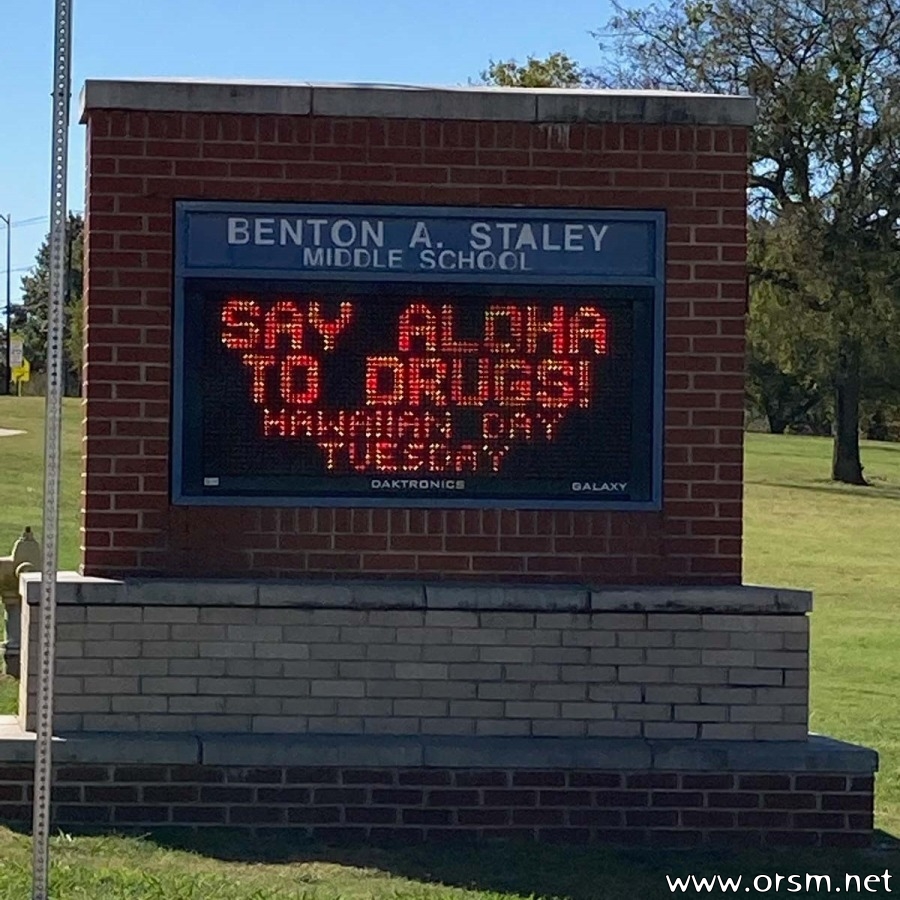 BENTON A. STALEY
MIDDLE SCHOOL
SAY ALOHA
TO DRUGS!
HAWAIIAN DAY
TUESDAY
DAKTRONICS GALAXY
www.orsm.net